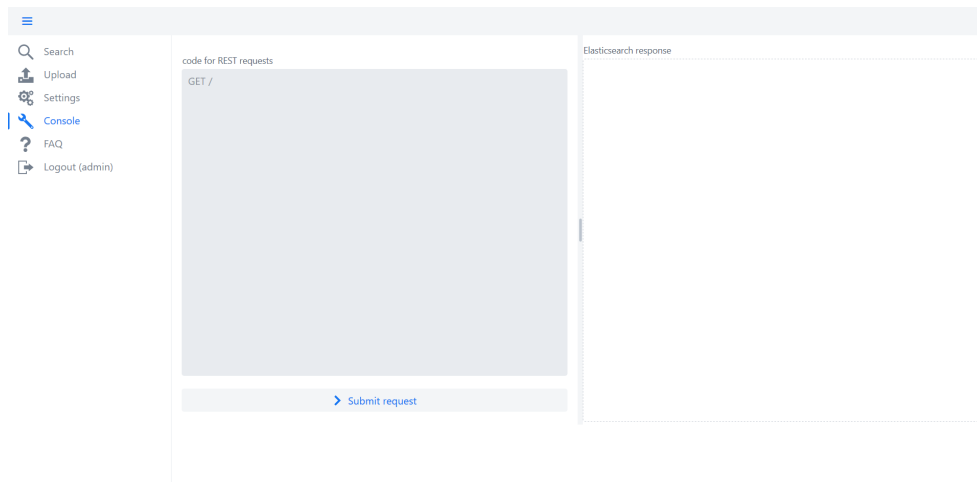 Search
Upload
Settings
Console
FAQ
Logout (admin)
code for REST requests
GET /
Submit request
Elasticsearch response